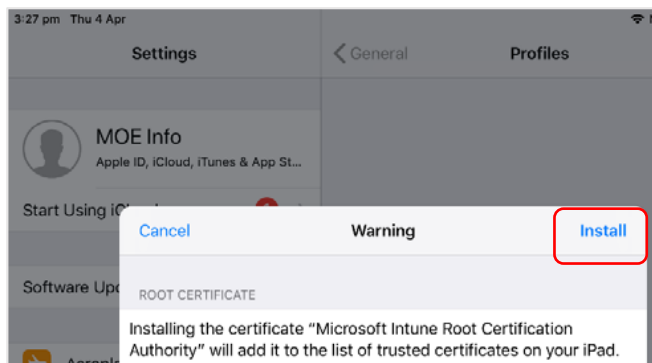 3:27 pm Thu 4 Apr
Settings
General
Profiles
MOE Info
Apple ID, iCloud, iTunes & App St...
Start Using
Cancel
Warning
Install
Software
ROOT CERTIFICATE
Installing the certificate “Microsoft Intune Root Certification
Authority” will add it to the list of trusted certificates on your iPad.